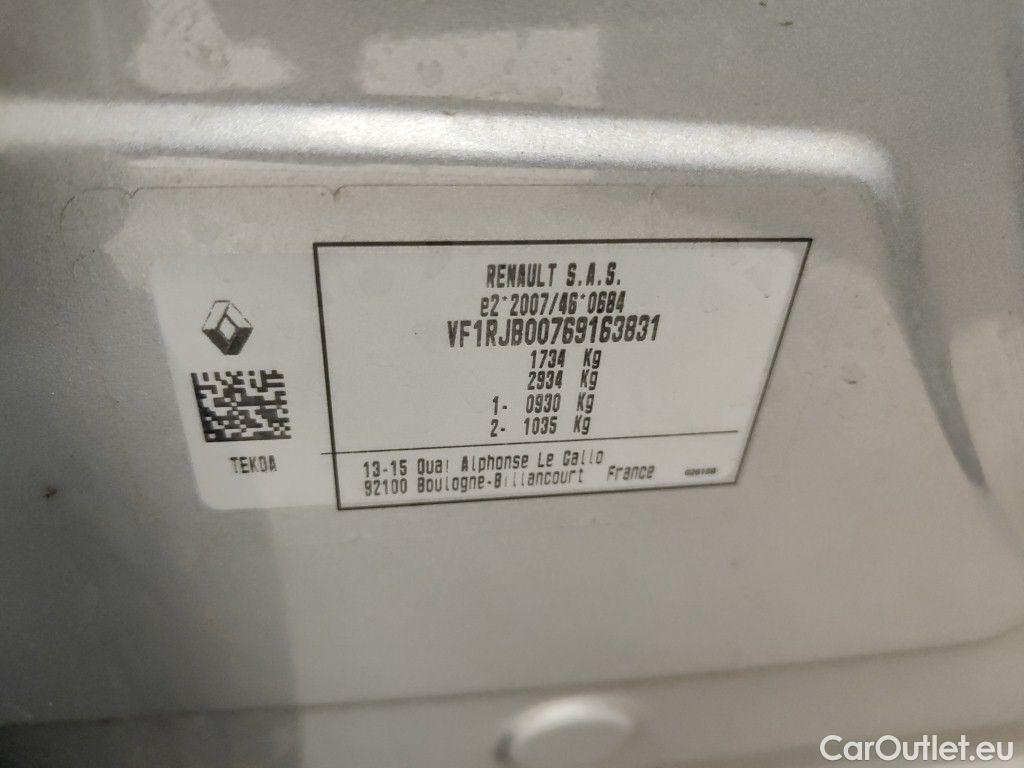 RENAULT S.A.S.
e2*2007/46*0684
VF1RJB00769163831
1734 Kg
2934 Kg
1- 0930 Kg
2- 1035 Kg
TEKQA
13-15 Quai Alphonse Le Gallo
92100 Boulogne-Billancourt France
CarOutlet.eu